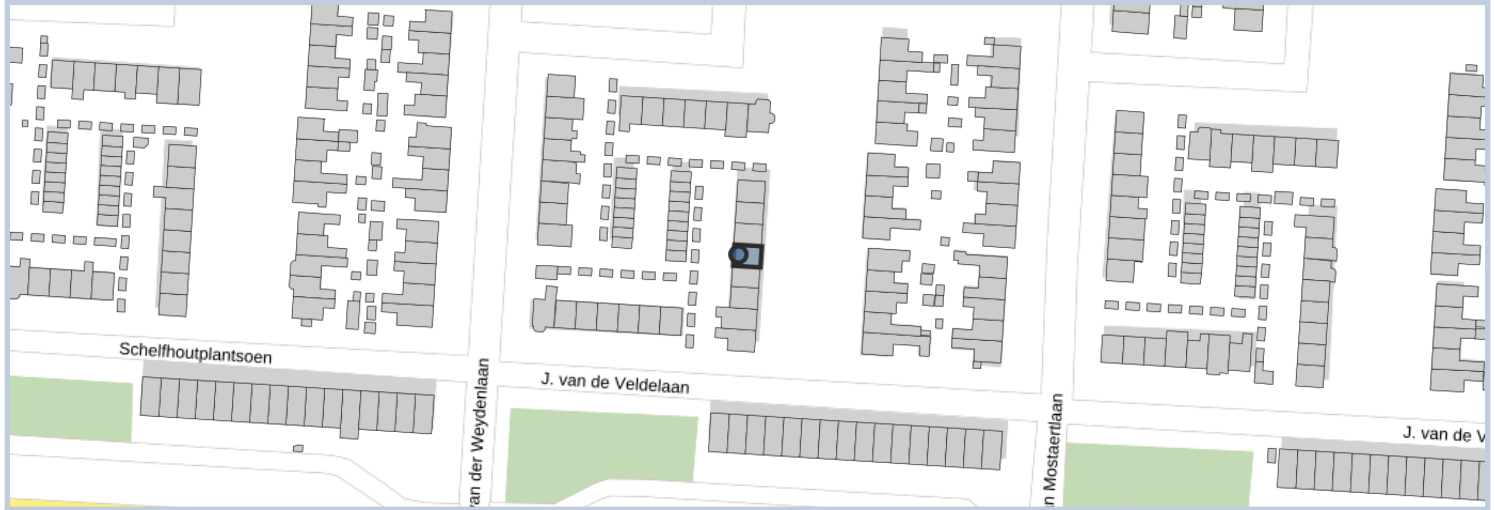 Schelfhoutplantsoen
J. van de Veldelaan
van der Weydenlaan
n Mostaertlaan
J. van de V